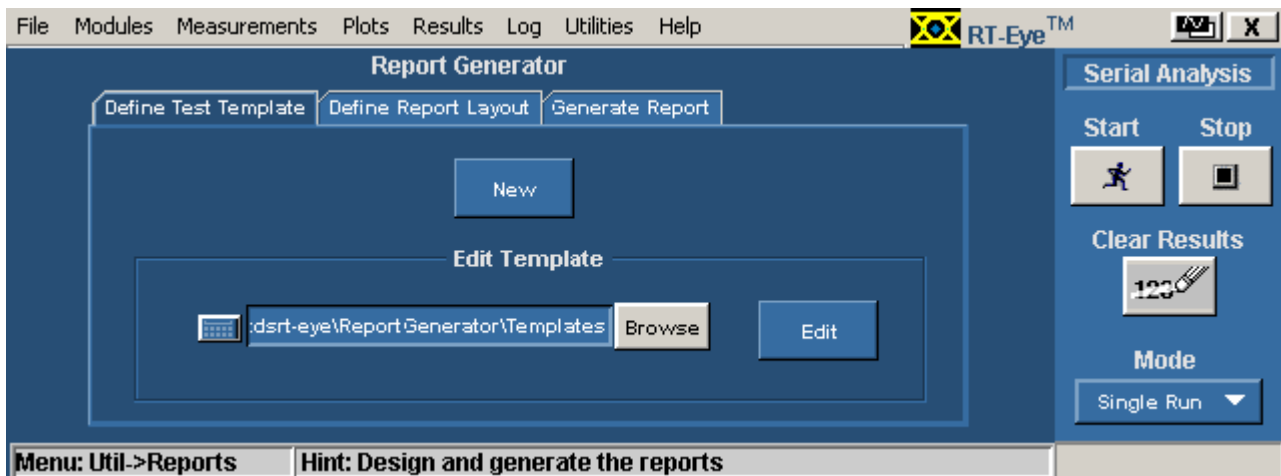 File Modules Measurements Plots Results Log Utilities Help RT-Eye™ X
Report Generator
Define Test Template Define Report Layout Generate Report
New
Edit Template
:dsrt-eye\ReportGenerator\Templates Browse Edit
Serial Analysis
Start Stop
Clear Results
123
Mode
Single Run
Menu: Util->Reports Hint: Design and generate the reports